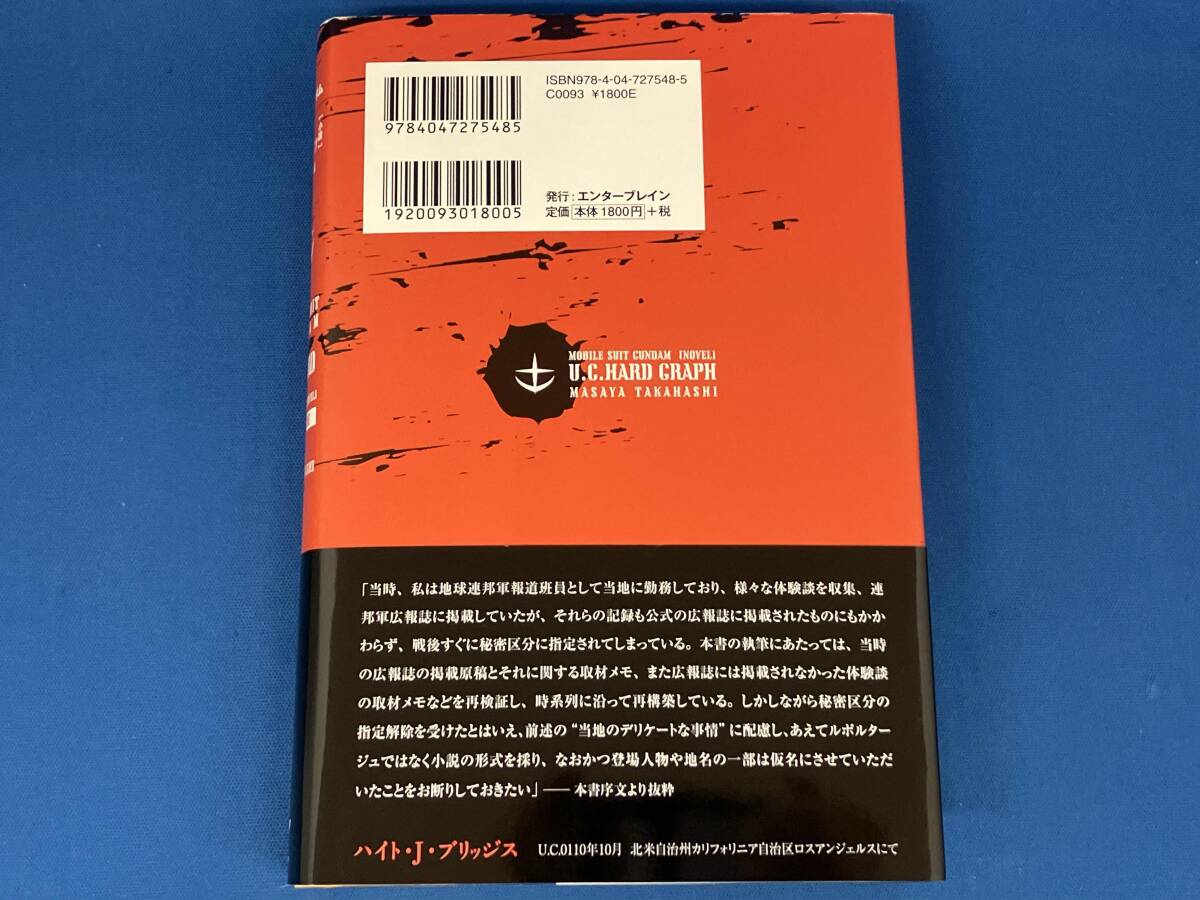 ISBN978-4-04-727548-5
C0093 ¥1800E
9784047275485
1920093018005
発行：エンターブレイン
定価 本体1800円＋税
MOBILE SUIT GUNDAM [NOVEL]
U.C.HARD GRAPH
MASAYA TAKAHASHI
「当時、私は地球連邦軍報道班員として当地に勤務しており、様々な体験談を収集、連
邦軍広報誌に掲載していたが、それらの記録も公式の広報誌に掲載されたものにもかか
わらず、戦後すぐに秘密区分に指定されてしまっている。本書の執筆にあたっては、当時
の広報誌の掲載原稿とそれに関する取材メモ、また広報誌には掲載されなかった体験談
の取材メモなどを再検証し、時系列に沿って再構築している。しかしながら秘密区分の
指定解除を受けたとはいえ、前述の“当地のデリケートな事情”に配慮し、あえてルポルター
ジュではなく小説の形式を採り、なおかつ登場人物や地名の一部は仮名にさせていただ
いたことをお断りしておきたい」── 本書序文より抜粋
ハイト・J・ブリッジス U.C.0110年10月 北米自治州カリフォリニア自治区ロスアンジェルスにて